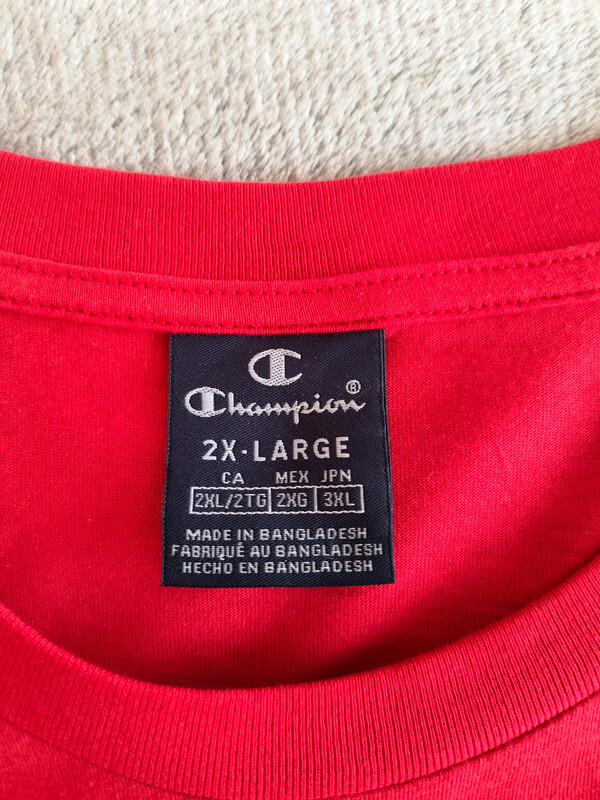 Champion®
2X-LARGE
CA MEX JPN
2XL/2TG 2XG 3XL
MADE IN BANGLADESH
FABRIQUÉ AU BANGLADESH
HECHO EN BANGLADESH